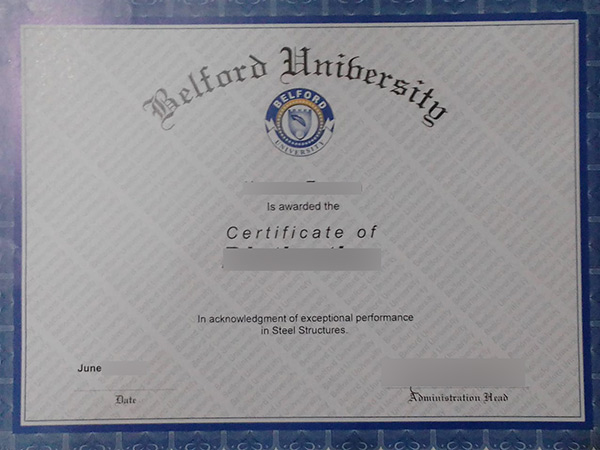 Belford University
BELFORD
UNIVERSITY
Is awarded the
Certificate of
In acknowledgment of exceptional performance
in Steel Structures.
June
Date
Administration Head